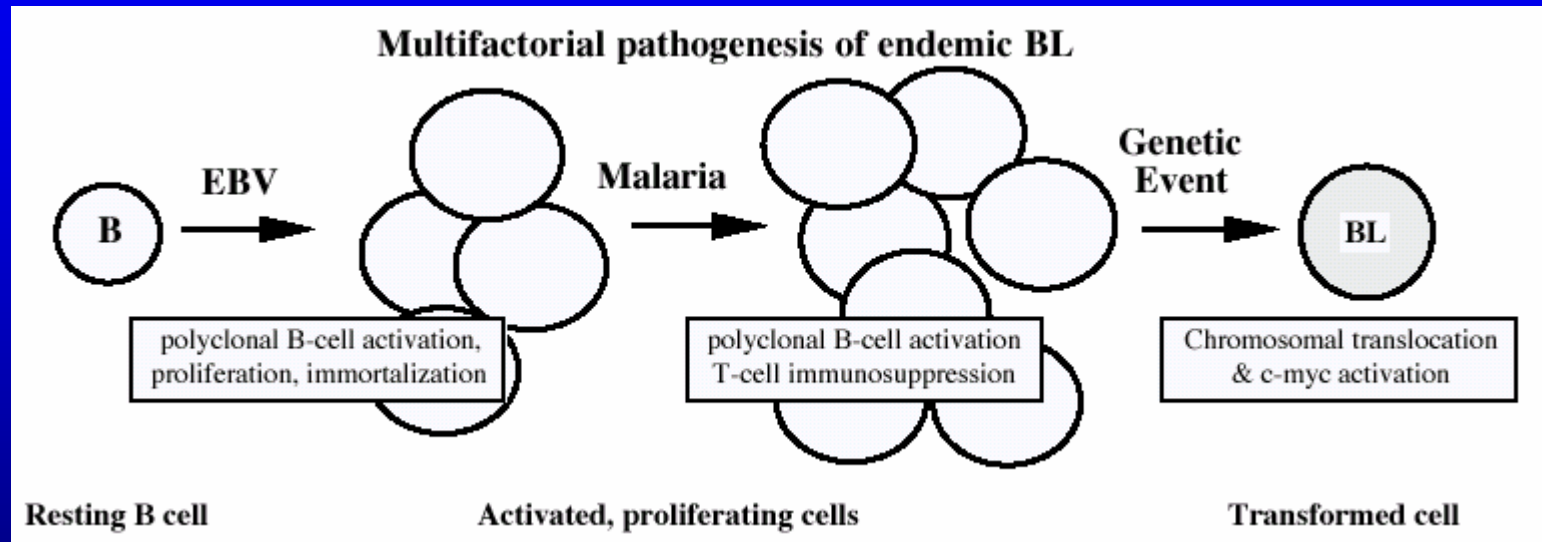 Multifactorial pathogenesis of endemic BL
B
EBV
Malaria
Genetic
Event
BL
polyclonal B-cell activation,
proliferation, immortalization
polyclonal B-cell activation
T-cell immunosuppression
Chromosomal translocation
& c-myc activation
Resting B cell
Activated, proliferating cells
Transformed cell